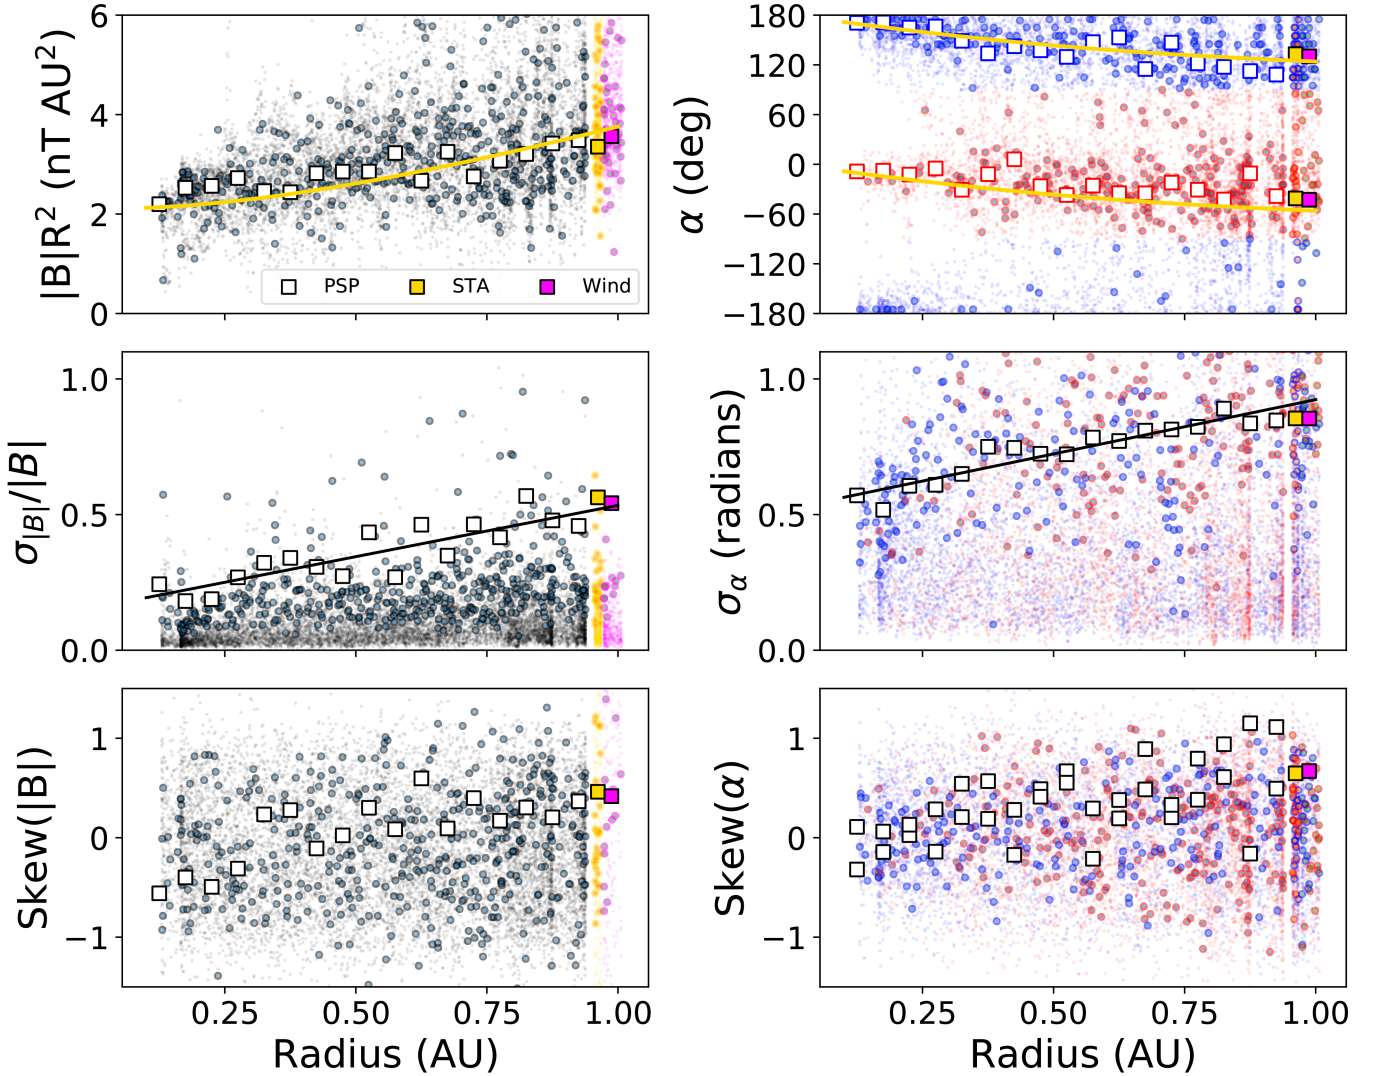 |B|R² (nT AU²)
6
4
2
0
PSP STA Wind
α (deg)
180
120
60
0
−60
−120
−180
σ|B|/|B|
1.0
0.5
0.0
σα (radians)
1.0
0.5
0.0
Skew(|B|)
1
0
−1
0.25 0.50 0.75 1.00
Radius (AU)
Skew(α)
1
0
−1
0.25 0.50 0.75 1.00
Radius (AU)